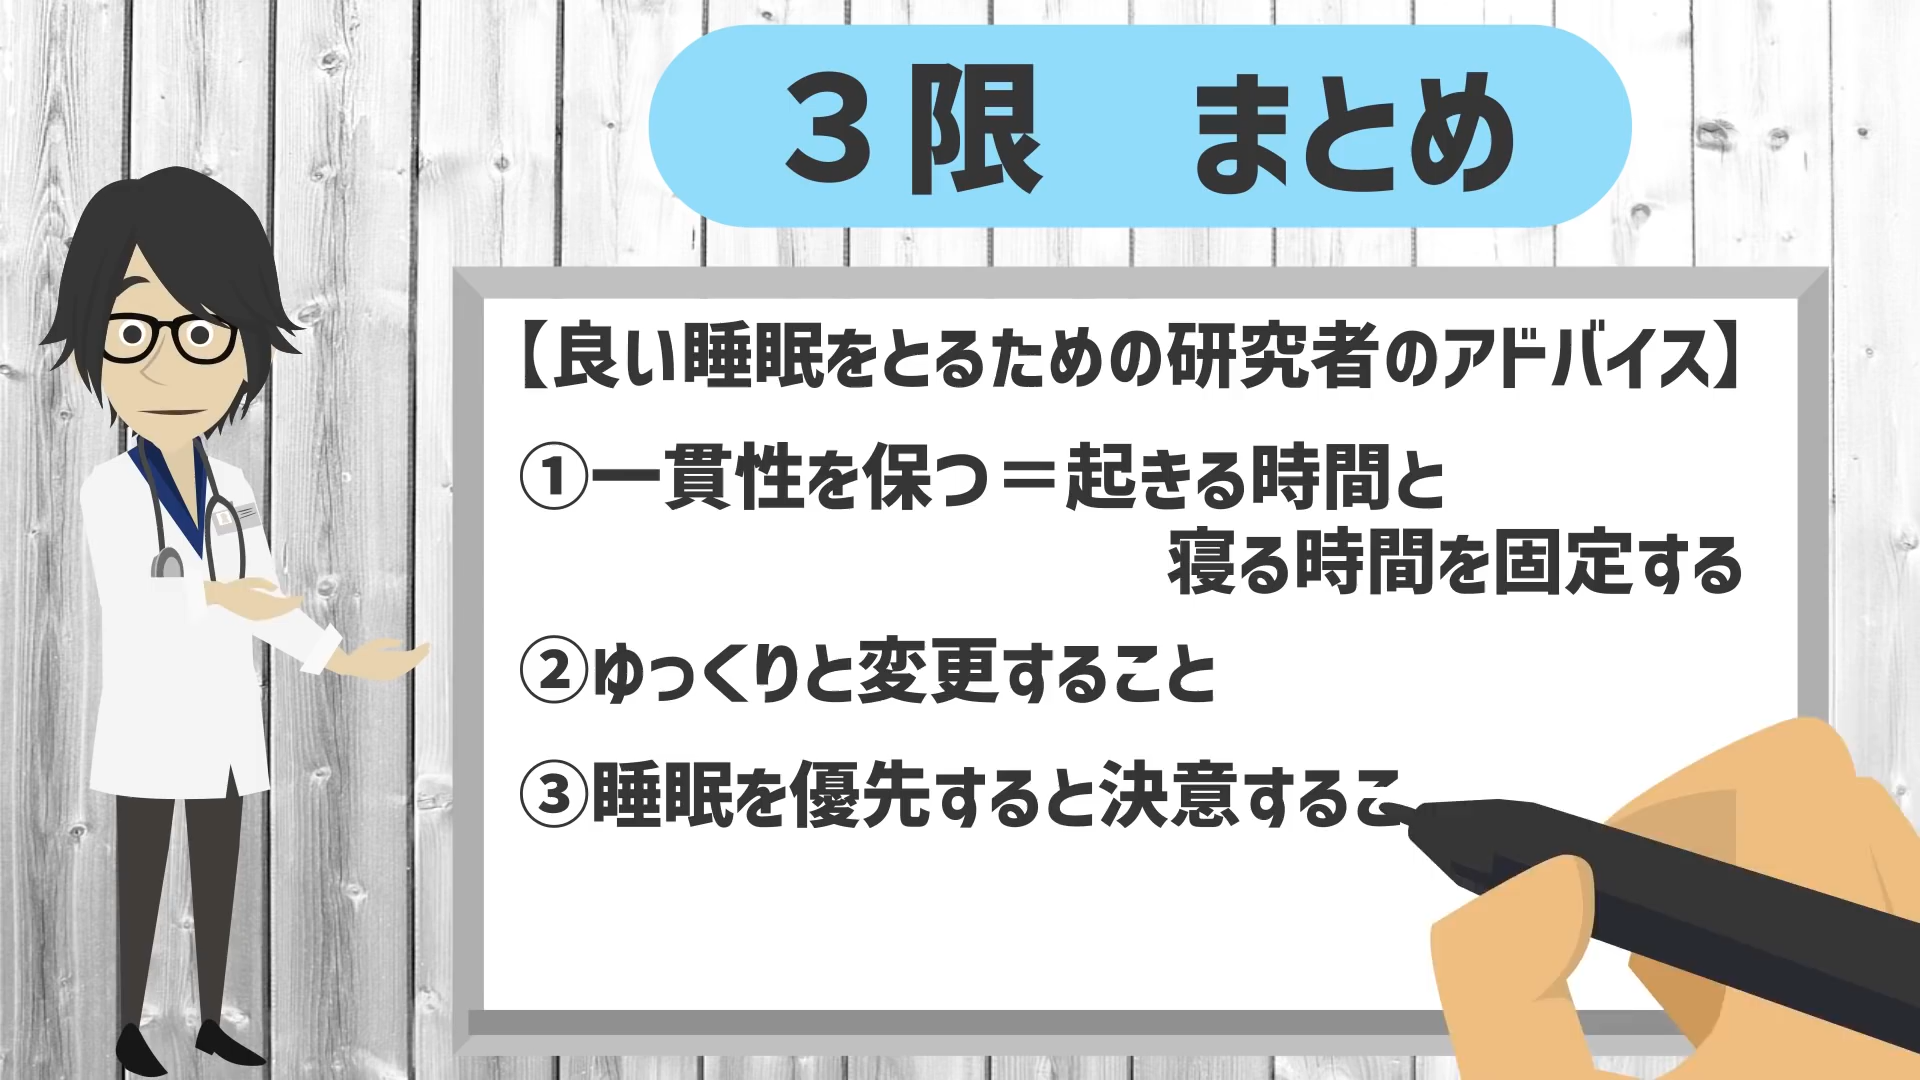 ３限　まとめ
【良い睡眠をとるための研究者のアドバイス】
①一貫性を保つ＝起きる時間と
寝る時間を固定する
②ゆっくりと変更すること
③睡眠を優先すると決意するこ